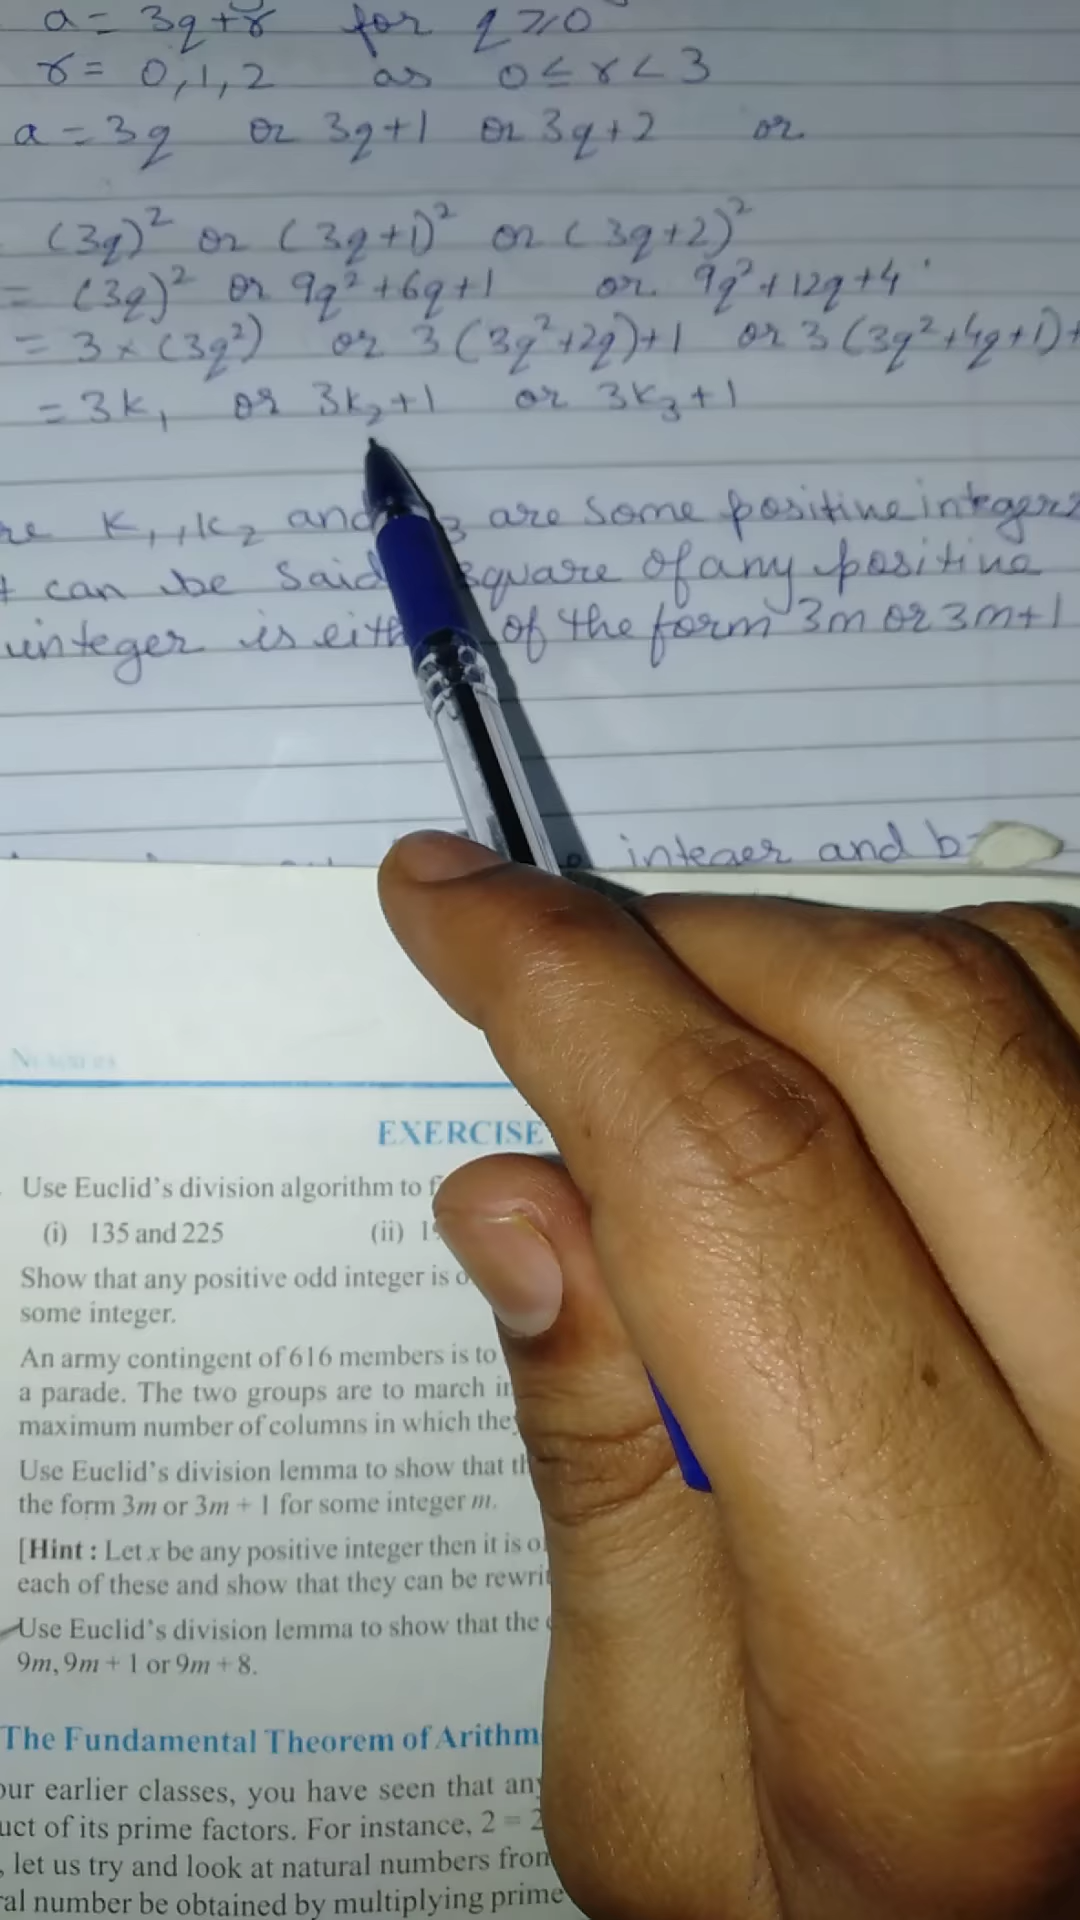 a = 3q+r for q ≥ 0
r = 0,1,2 as 0 ≤ r < 3
a = 3q or 3q+1 or 3q+2 or
(3q)² or (3q+1)² or (3q+2)²
= (3q)² or 9q²+6q+1 or 9q²+12q+4
= 3×(3q²) or 3(3q²+2q)+1 or 3(3q²+4q+1)+
= 3k₁ or 3k₂+1 or 3k₃+1
k₁, k₂ and 3 are some positive integers
can be said square of any positive
integer is eith of the form 3m or 3m+1
integer and b=
EXERCISE
Use Euclid's division algorithm to f
(i) 135 and 225 (ii) 19
Show that any positive odd integer is o
some integer.
An army contingent of 616 members is to
a parade. The two groups are to march in
maximum number of columns in which they
Use Euclid's division lemma to show that th
the form 3m or 3m + 1 for some integer m.
[Hint : Let x be any positive integer then it is o
each of these and show that they can be rewrit
Use Euclid's division lemma to show that the c
9m, 9m + 1 or 9m + 8.
The Fundamental Theorem of Arithm
our earlier classes, you have seen that any
uct of its prime factors. For instance, 2 = 2
, let us try and look at natural numbers from
ral number be obtained by multiplying prime